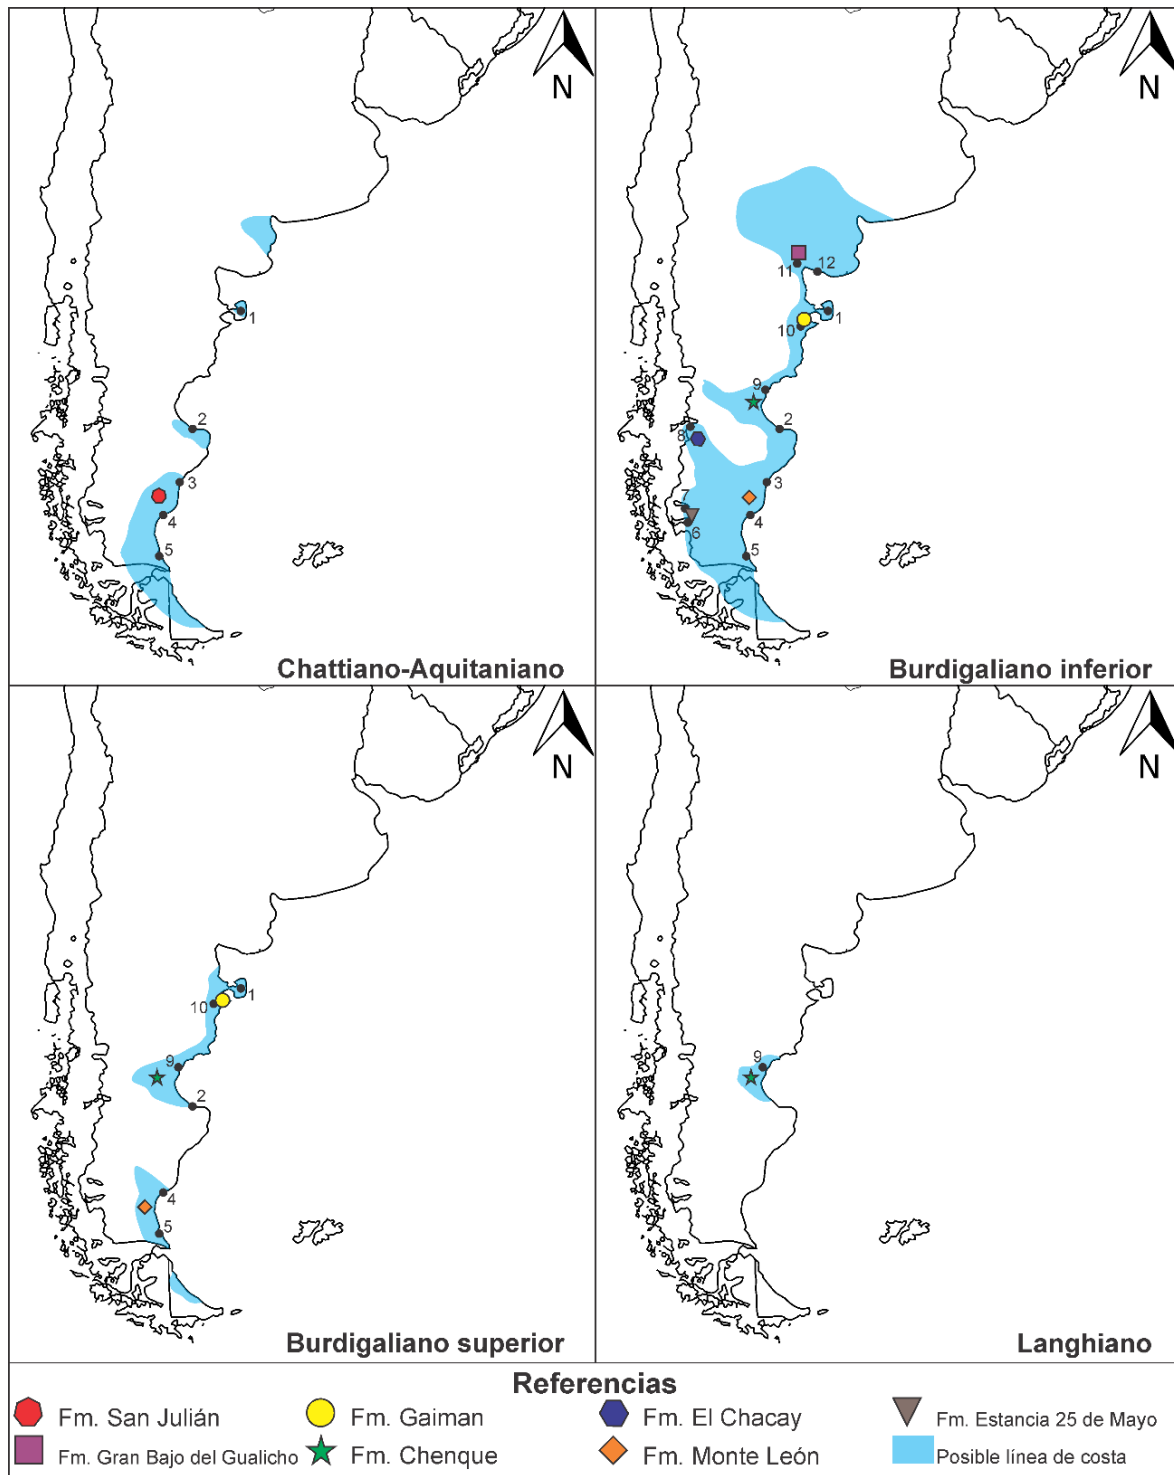 N
1
2
3
4
5
Chattiano-Aquitaniano
N
11
12
1
10
9
2
8
3
7
4
6
5
Burdigaliano inferior
N
1
10
9
2
4
5
Burdigaliano superior
N
9
Langhiano
Referencias
Fm. San Julián
Fm. Gaiman
Fm. El Chacay
Fm. Estancia 25 de Mayo
Fm. Gran Bajo del Gualicho
Fm. Chenque
Fm. Monte León
Posible línea de costa